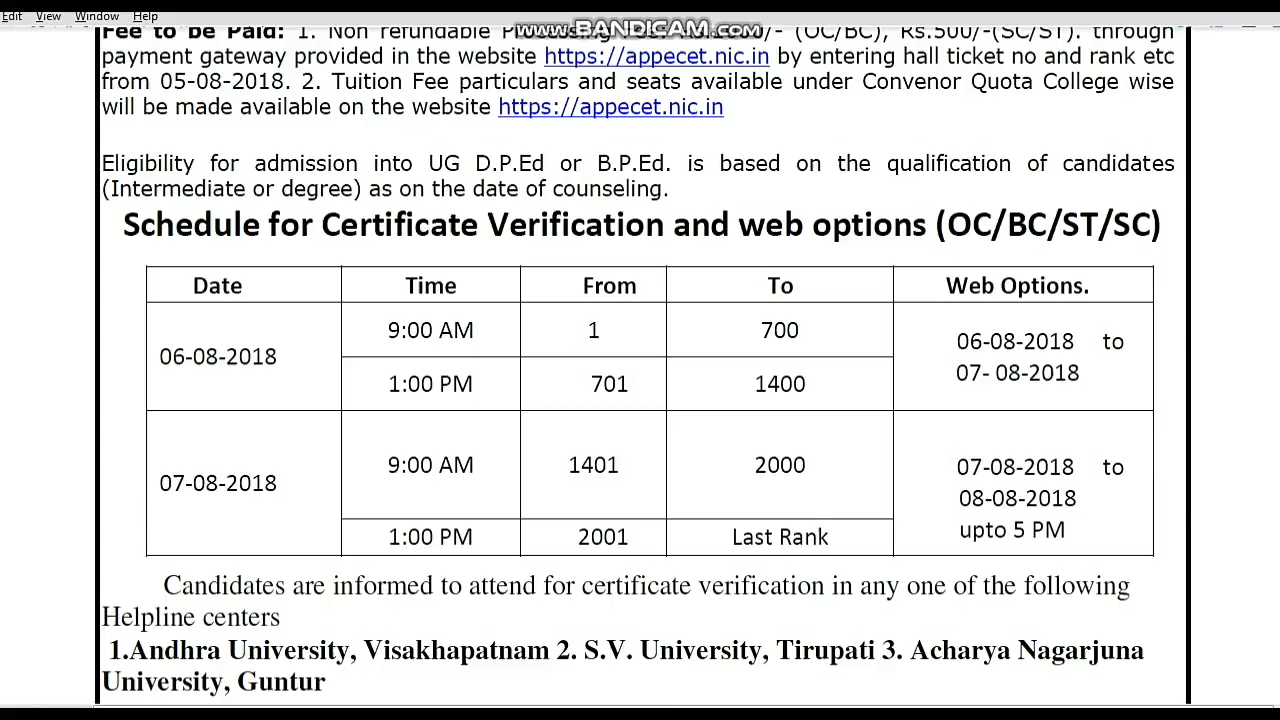 Edit View Window Help
www.BANDICAM.com
Fee to be Paid: 1. Non refundable /- (OC/BC), Rs.500/-(SC/ST). through
payment gateway provided in the website https://appecet.nic.in by entering hall ticket no and rank etc
from 05-08-2018. 2. Tuition Fee particulars and seats available under Convenor Quota College wise
will be made available on the website https://appecet.nic.in
Eligibility for admission into UG D.P.Ed or B.P.Ed. is based on the qualification of candidates
(Intermediate or degree) as on the date of counseling.
Schedule for Certificate Verification and web options (OC/BC/ST/SC)
Date Time From To Web Options.
06-08-2018 9:00 AM 1 700 06-08-2018 to
07- 08-2018
1:00 PM 701 1400
07-08-2018 9:00 AM 1401 2000 07-08-2018 to
08-08-2018
upto 5 PM
1:00 PM 2001 Last Rank
Candidates are informed to attend for certificate verification in any one of the following
Helpline centers
1.Andhra University, Visakhapatnam 2. S.V. University, Tirupati 3. Acharya Nagarjuna
University, Guntur